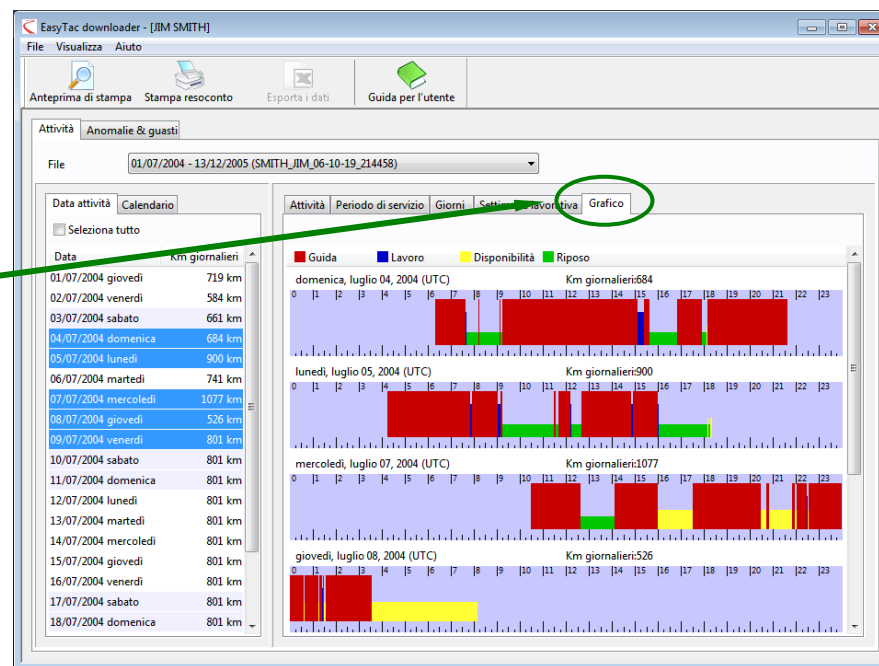 EasyTac downloader - [JIM SMITH]
File Visualizza Aiuto
Anteprima di stampa Stampa resoconto Esporta i dati Guida per l'utente
Attività Anomalie & guasti
File 01/07/2004 - 13/12/2005 (SMITH_JIM_06-10-19_214458)
Data attività Calendario
Seleziona tutto
Data Km giornalieri
01/07/2004 giovedì 719 km
02/07/2004 venerdì 584 km
03/07/2004 sabato 661 km
04/07/2004 domenica 684 km
05/07/2004 lunedì 900 km
06/07/2004 martedì 741 km
07/07/2004 mercoledì 1077 km
08/07/2004 giovedì 526 km
09/07/2004 venerdì 801 km
10/07/2004 sabato 801 km
11/07/2004 domenica 801 km
12/07/2004 lunedì 801 km
13/07/2004 martedì 801 km
14/07/2004 mercoledì 801 km
15/07/2004 giovedì 801 km
16/07/2004 venerdì 801 km
17/07/2004 sabato 801 km
18/07/2004 domenica 801 km
Attività Periodo di servizio Giorni Grafico
Guida Lavoro Disponibilità Riposo
domenica, luglio 04, 2004 (UTC) Km giornalieri:684
0 1 2 3 4 5 6 7 8 9 10 11 12 13 14 15 16 17 18 19 20 21 22 23
lunedì, luglio 05, 2004 (UTC) Km giornalieri:900
0 1 2 3 4 5 6 7 8 9 10 11 12 13 14 15 16 17 18 19 20 21 22 23
mercoledì, luglio 07, 2004 (UTC) Km giornalieri:1077
0 1 2 3 4 5 6 7 8 9 10 11 12 13 14 15 16 17 18 19 20 21 22 23
giovedì, luglio 08, 2004 (UTC) Km giornalieri:526
0 1 2 3 4 5 6 7 8 9 10 11 12 13 14 15 16 17 18 19 20 21 22 23